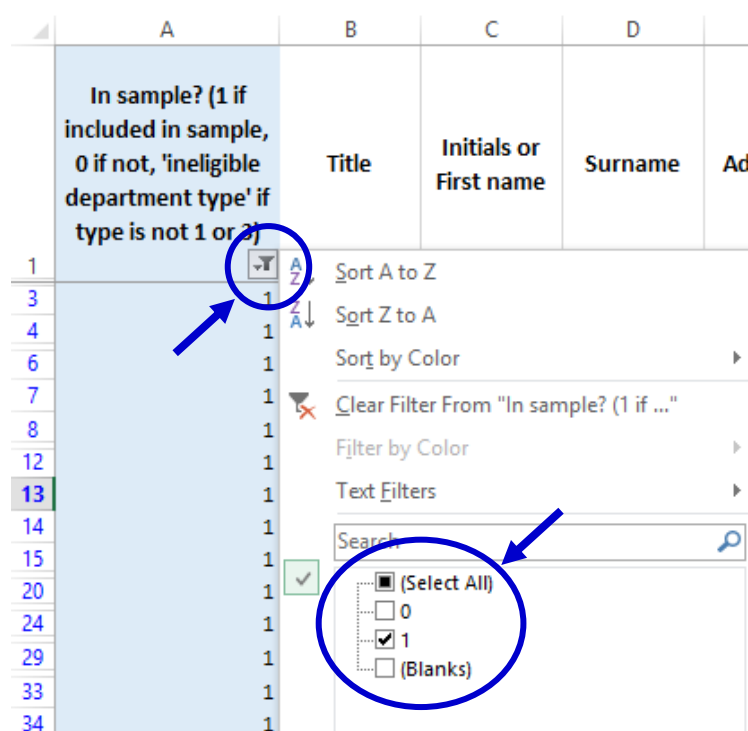 A B C D
In sample? (1 if
included in sample,
0 if not, 'ineligible
department type' if
type is not 1 or 3)
Title
Initials or
First name
Surname
Ad
1
3 1
4 1
6 1
7 1
8 1
12 1
13 1
14 1
15 1
20 1
24 1
29 1
33 1
34 1
Sort A to Z
Sort Z to A
Sort by Color
Clear Filter From "In sample? (1 if ..."
Filter by Color
Text Filters
Search
(Select All)
0
1
(Blanks)